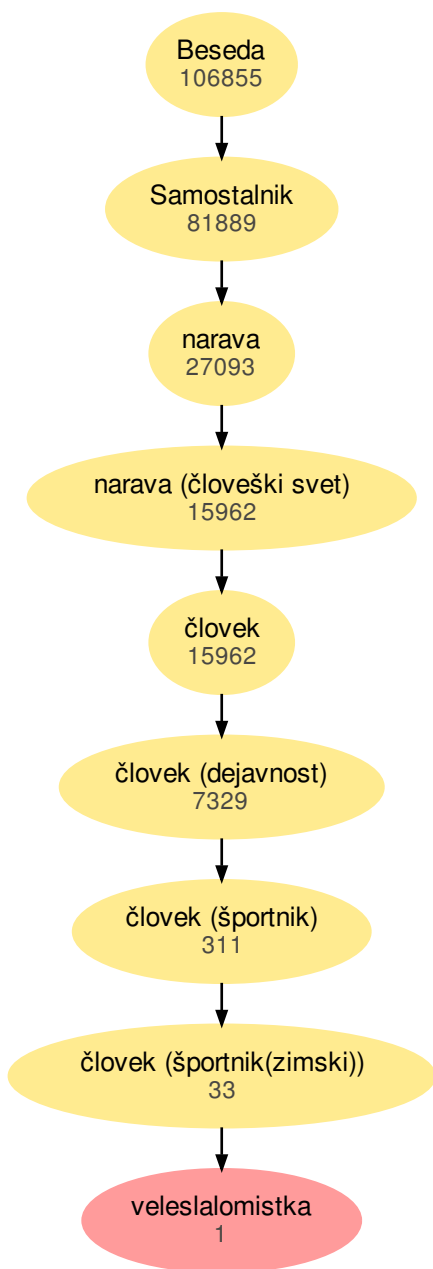 Beseda
106855
Samostalnik
81889
narava
27093
narava (človeški svet)
15962
človek
15962
človek (dejavnost)
7329
človek (športnik)
311
človek (športnik(zimski))
33
veleslalomistka
1